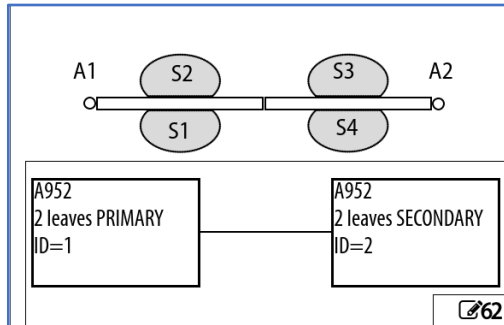 A1
S2
S3
A2
S1
S4
A952
2 leaves PRIMARY
ID=1
A952
2 leaves SECONDARY
ID=2
62